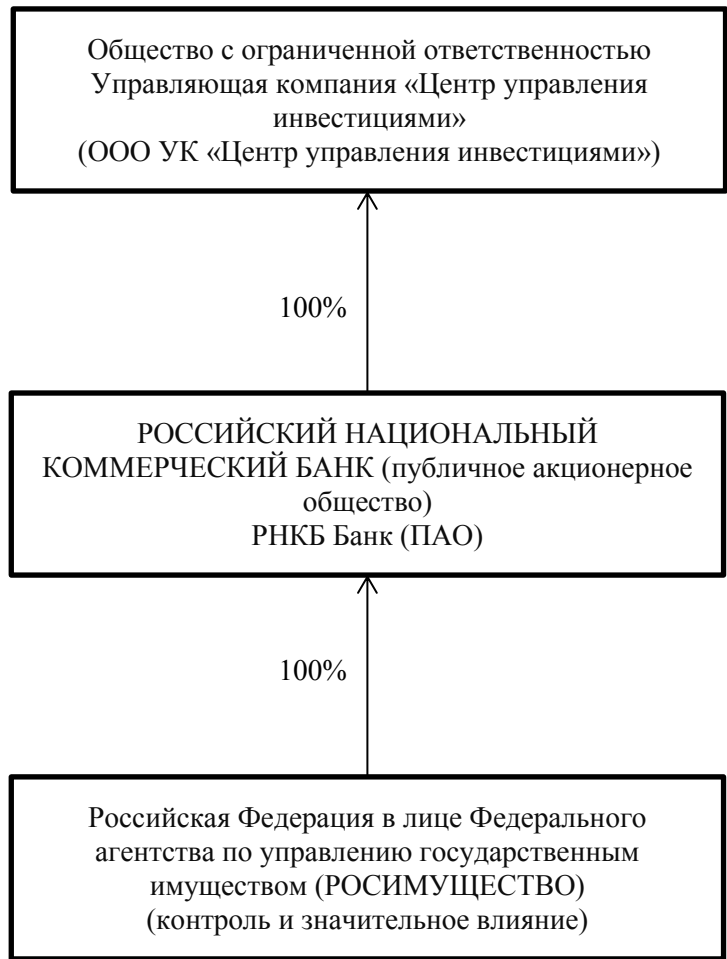 Общество с ограниченной ответственностью
Управляющая компания «Центр управления
инвестициями»
(ООО УК «Центр управления инвестициями»)
100%
РОССИЙСКИЙ НАЦИОНАЛЬНЫЙ
КОММЕРЧЕСКИЙ БАНК (публичное акционерное
общество)
РНКБ Банк (ПАО)
100%
Российская Федерация в лице Федерального
агентства по управлению государственным
имуществом (РОСИМУЩЕСТВО)
(контроль и значительное влияние)